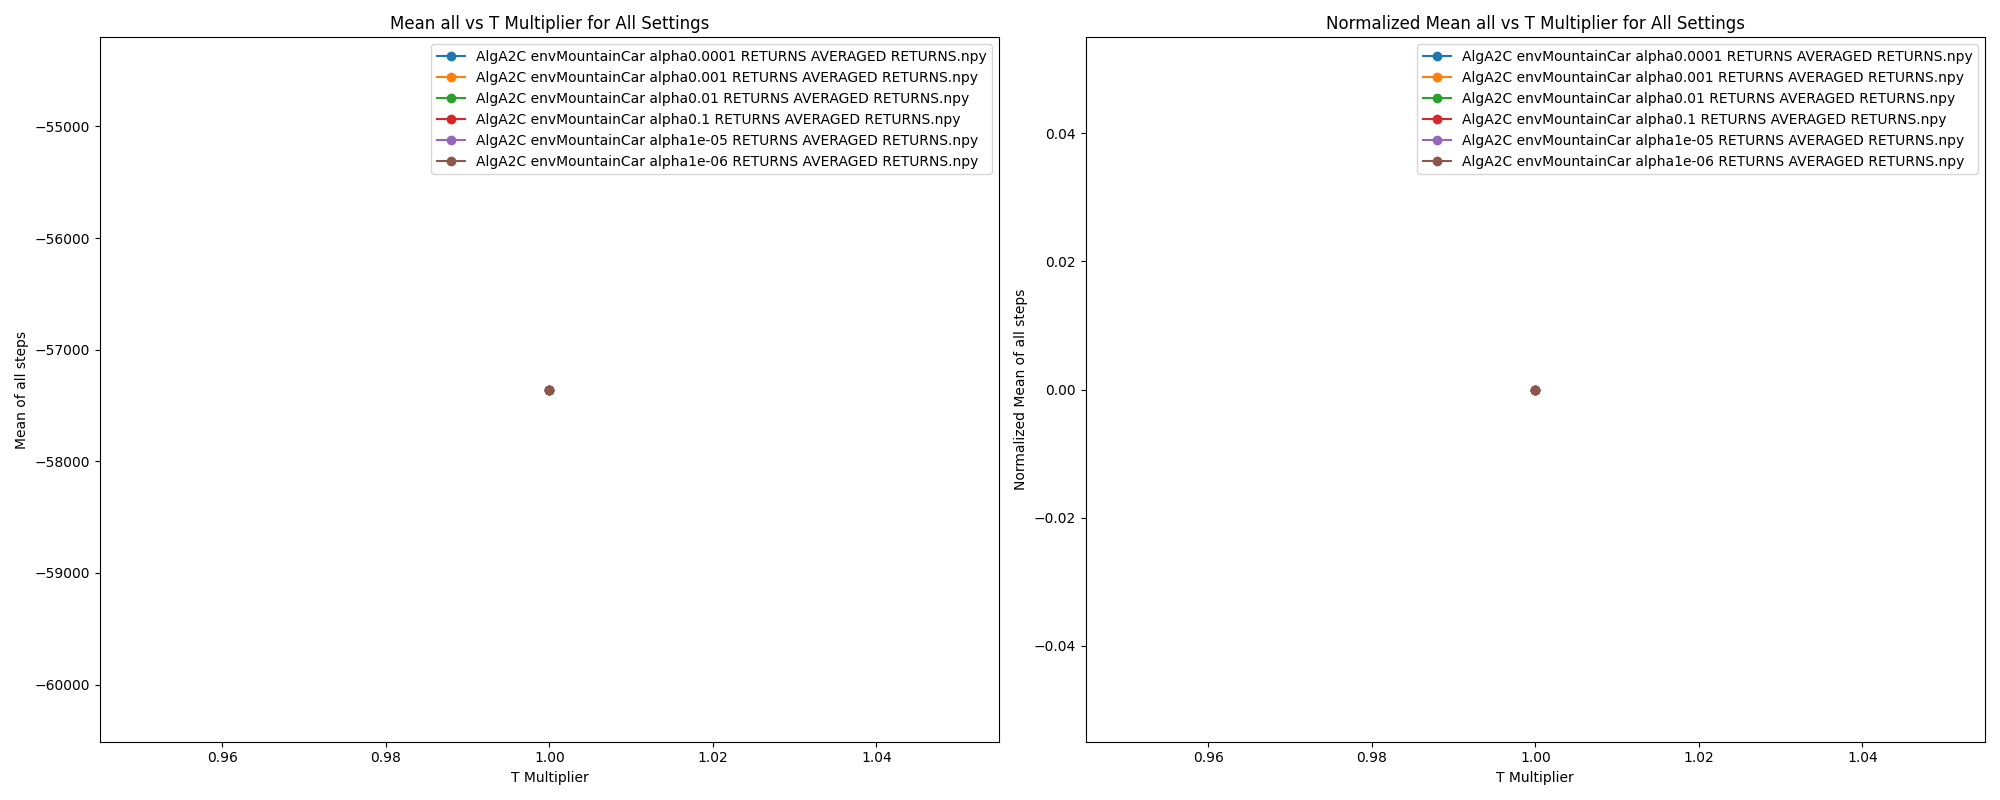 Mean all vs T Multiplier for All Settings
AlgA2C envMountainCar alpha0.0001 RETURNS AVERAGED RETURNS.npy
AlgA2C envMountainCar alpha0.001 RETURNS AVERAGED RETURNS.npy
AlgA2C envMountainCar alpha0.01 RETURNS AVERAGED RETURNS.npy
AlgA2C envMountainCar alpha0.1 RETURNS AVERAGED RETURNS.npy
AlgA2C envMountainCar alpha1e-05 RETURNS AVERAGED RETURNS.npy
AlgA2C envMountainCar alpha1e-06 RETURNS AVERAGED RETURNS.npy
Mean of all steps
−55000
−56000
−57000
−58000
−59000
−60000
0.96
0.98
1.00
1.02
1.04
T Multiplier
Normalized Mean all vs T Multiplier for All Settings
AlgA2C envMountainCar alpha0.0001 RETURNS AVERAGED RETURNS.npy
AlgA2C envMountainCar alpha0.001 RETURNS AVERAGED RETURNS.npy
AlgA2C envMountainCar alpha0.01 RETURNS AVERAGED RETURNS.npy
AlgA2C envMountainCar alpha0.1 RETURNS AVERAGED RETURNS.npy
AlgA2C envMountainCar alpha1e-05 RETURNS AVERAGED RETURNS.npy
AlgA2C envMountainCar alpha1e-06 RETURNS AVERAGED RETURNS.npy
Normalized Mean of all steps
0.04
0.02
0.00
−0.02
−0.04
0.96
0.98
1.00
1.02
1.04
T Multiplier